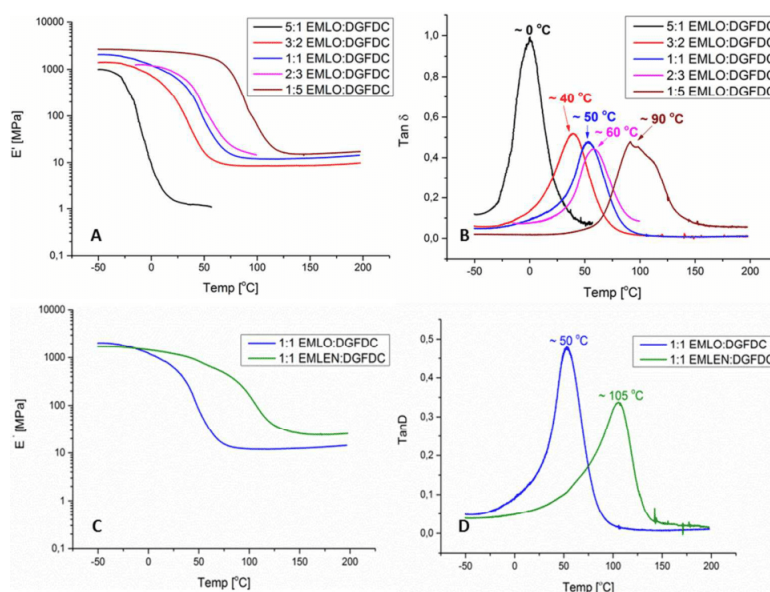 5:1 EMLO:DGFDC
3:2 EMLO:DGFDC
1:1 EMLO:DGFDC
2:3 EMLO:DGFDC
1:5 EMLO:DGFDC
10000
1000
100
10
1
0,1
E' [MPa]
A
-50 0 50 100 150 200
Temp [°C]
5:1 EMLO:DGFDC
3:2 EMLO:DGFDC
1:1 EMLO:DGFDC
2:3 EMLO:DGFDC
1:5 EMLO:DGFDC
~ 0 °C
~ 40 °C
~ 50 °C
~ 60 °C
~ 90 °C
1,0
0,8
0,6
0,4
0,2
0,0
Tan δ
B
-50 0 50 100 150 200
Temp [°C]
1:1 EMLO:DGFDC
1:1 EMLEN:DGFDC
10000
1000
100
10
1
0,1
E ' [MPa]
C
-50 0 50 100 150 200
Temp [°C]
1:1 EMLO:DGFDC
1:1 EMLEN:DGFDC
~ 50 °C
~ 105 °C
0,5
0,4
0,3
0,2
0,1
0,0
TanD
D
-50 0 50 100 150 200
Temp [°C]